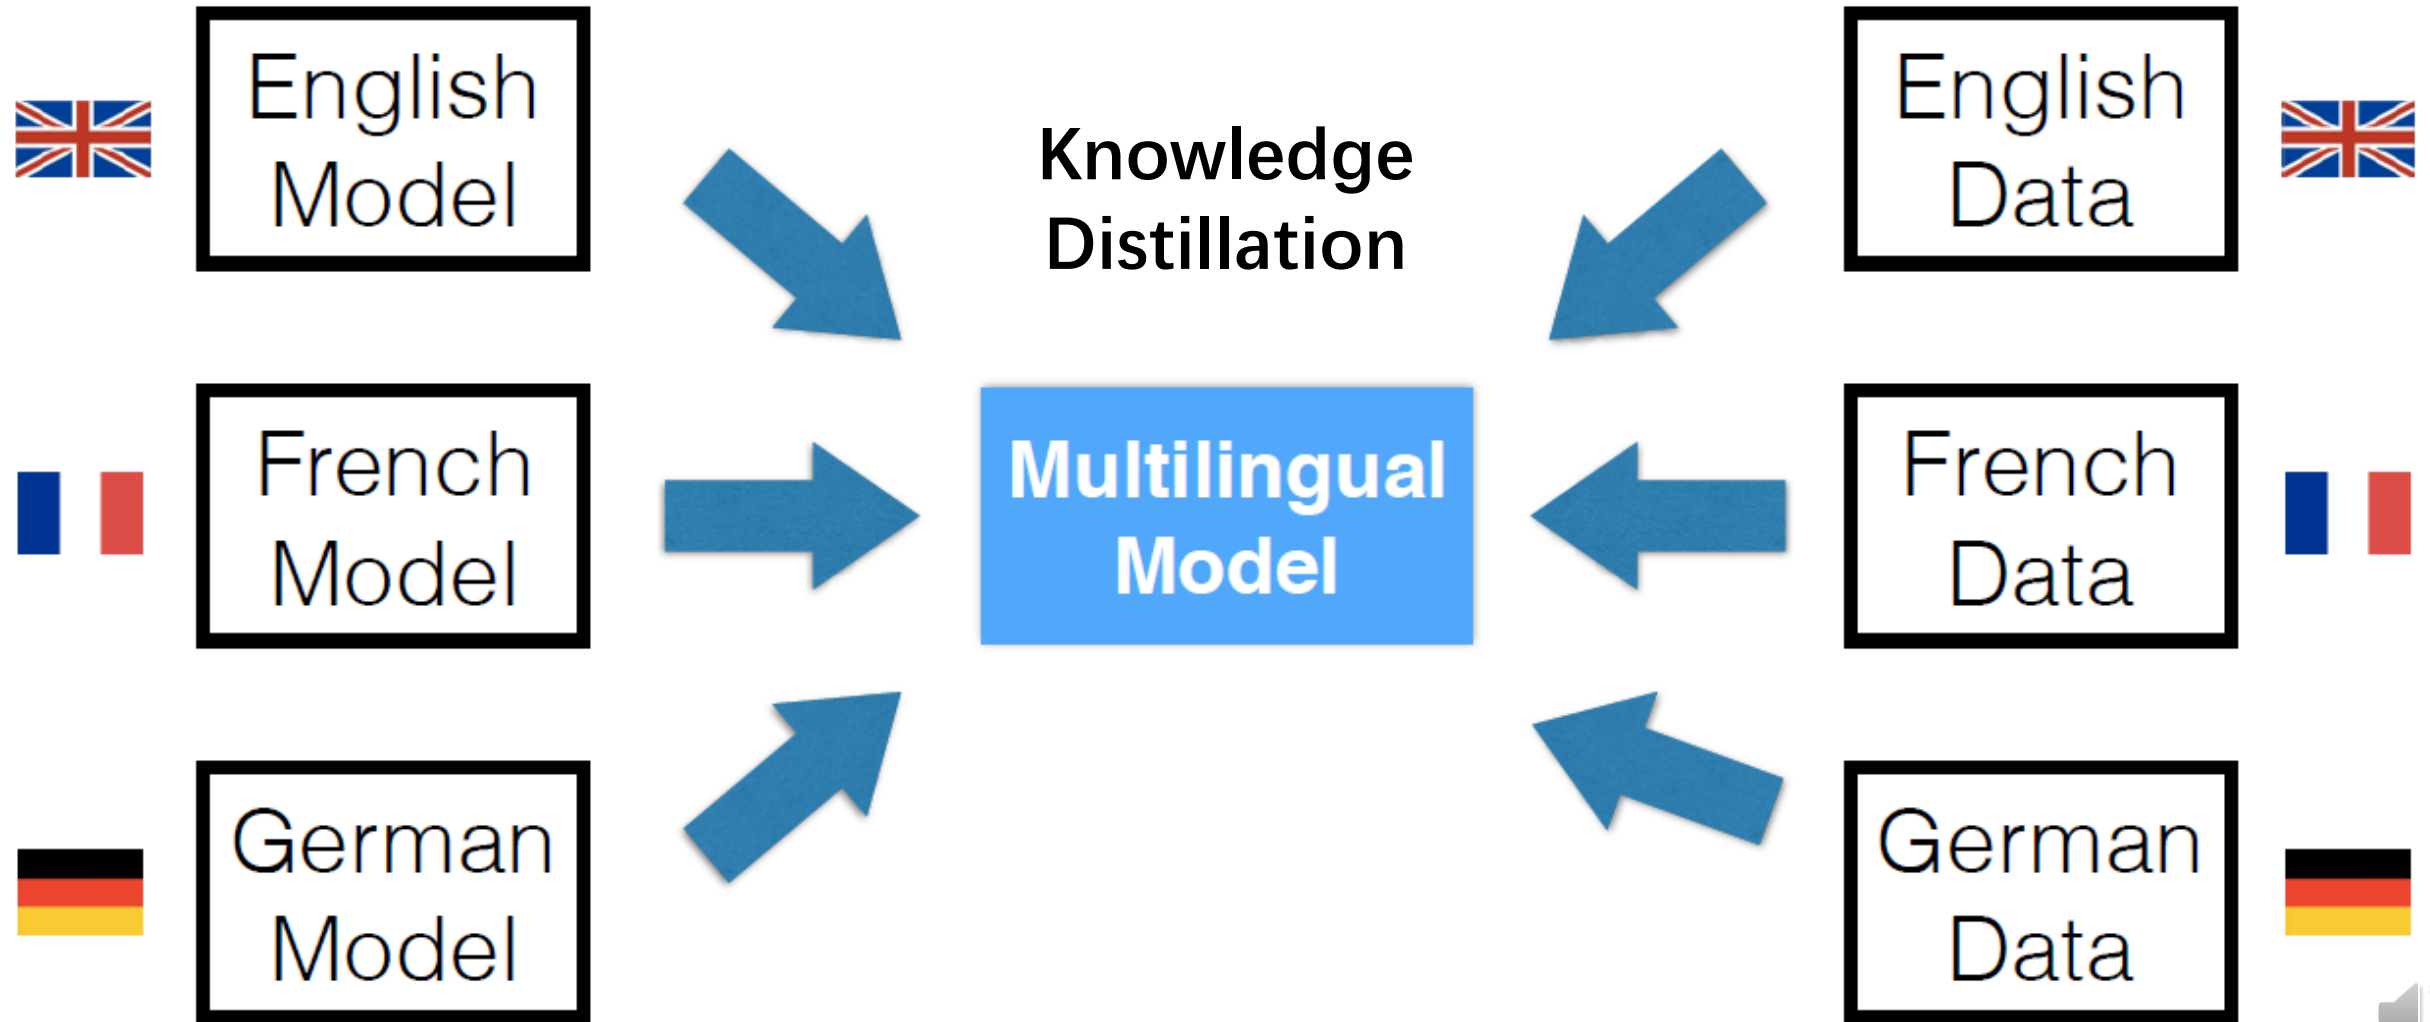 English
Model
French
Model
German
Model
Knowledge
Distillation
Multilingual
Model
English
Data
French
Data
German
Data